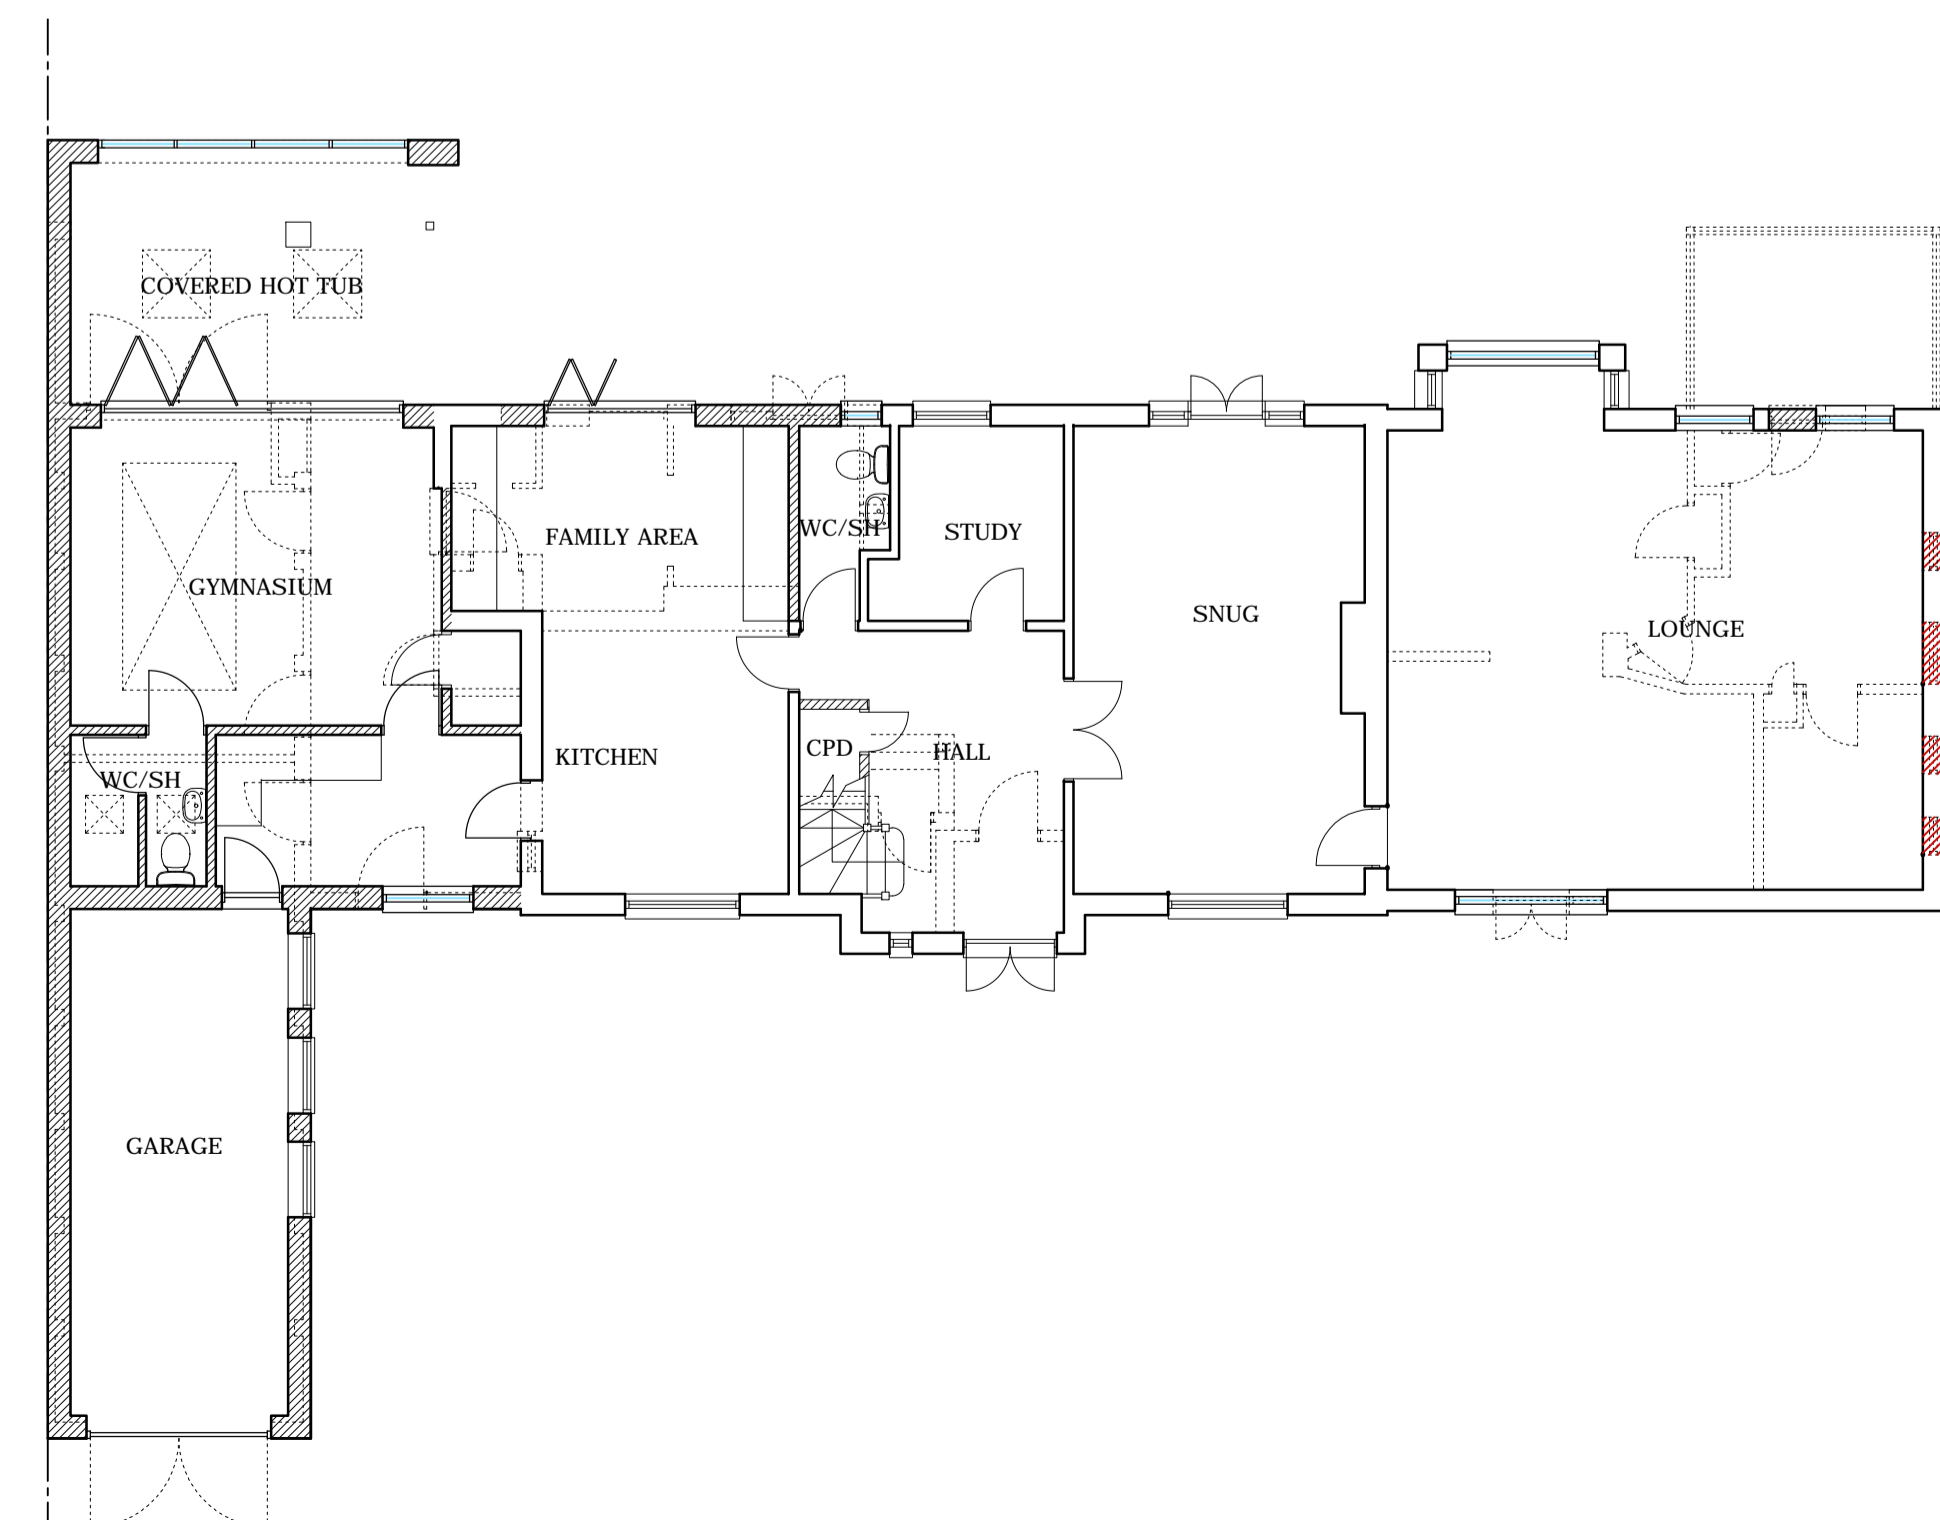 COVERED HOT TUB
FAMILY AREA
WC/SH
STUDY
GYMNASIUM
SNUG
LOUNGE
KITCHEN
CPD
HALL
WC/SH
GARAGE